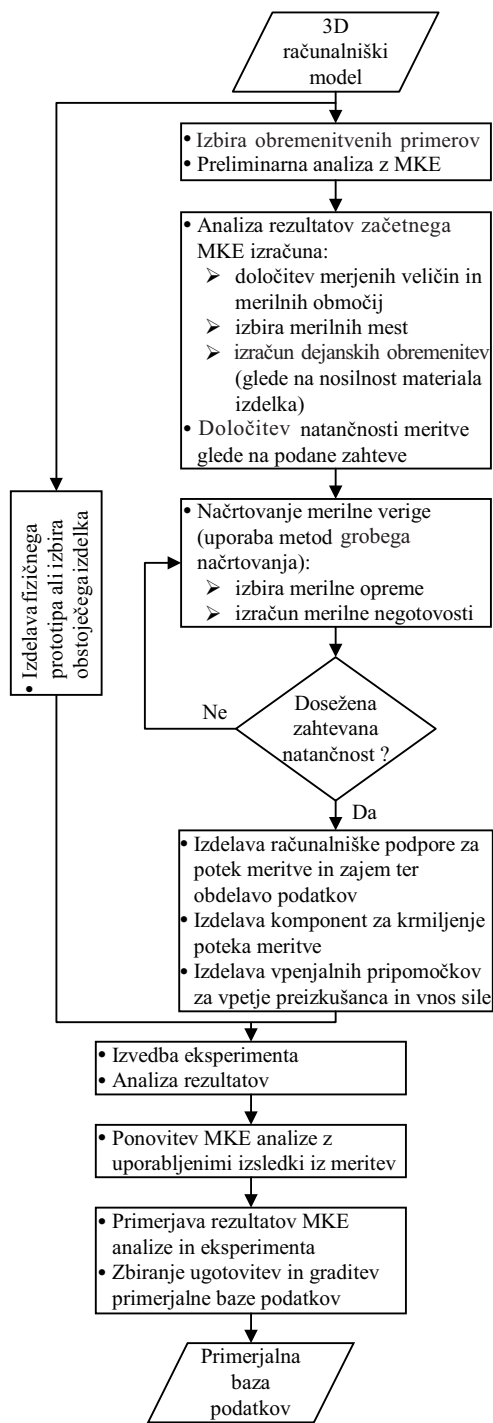 3D
računalniški
model
• Izbira obremenitvenih primerov
• Preliminarna analiza z MKE
• Analiza rezultatov začetnega
MKE izračuna:
➢ določitev merjenih veličin in
merilnih območij
➢ izbira merilnih mest
➢ izračun dejanskih obremenitev
(glede na nosilnost materiala
izdelka)
• Določitev natančnosti meritve
glede na podane zahteve
• Izdelava fizičnega
prototipa ali izbira
obstoječega izdelka
• Načrtovanje merilne verige
(uporaba metod grobega
načrtovanja):
➢ izbira merilne opreme
➢ izračun merilne negotovosti
Ne
Dosežena
zahtevana
natančnost ?
Da
• Izdelava računalniške podpore za
potek meritve in zajem ter
obdelavo podatkov
• Izdelava komponent za krmiljenje
poteka meritve
• Izdelava vpenjalnih pripomočkov
za vpetje preizkušanca in vnos sile
• Izvedba eksperimenta
• Analiza rezultatov
• Ponovitev MKE analize z
uporabljenimi izsledki iz meritev
• Primerjava rezultatov MKE
analize in eksperimenta
• Zbiranje ugotovitev in graditev
primerjalne baze podatkov
Primerjalna
baza
podatkov